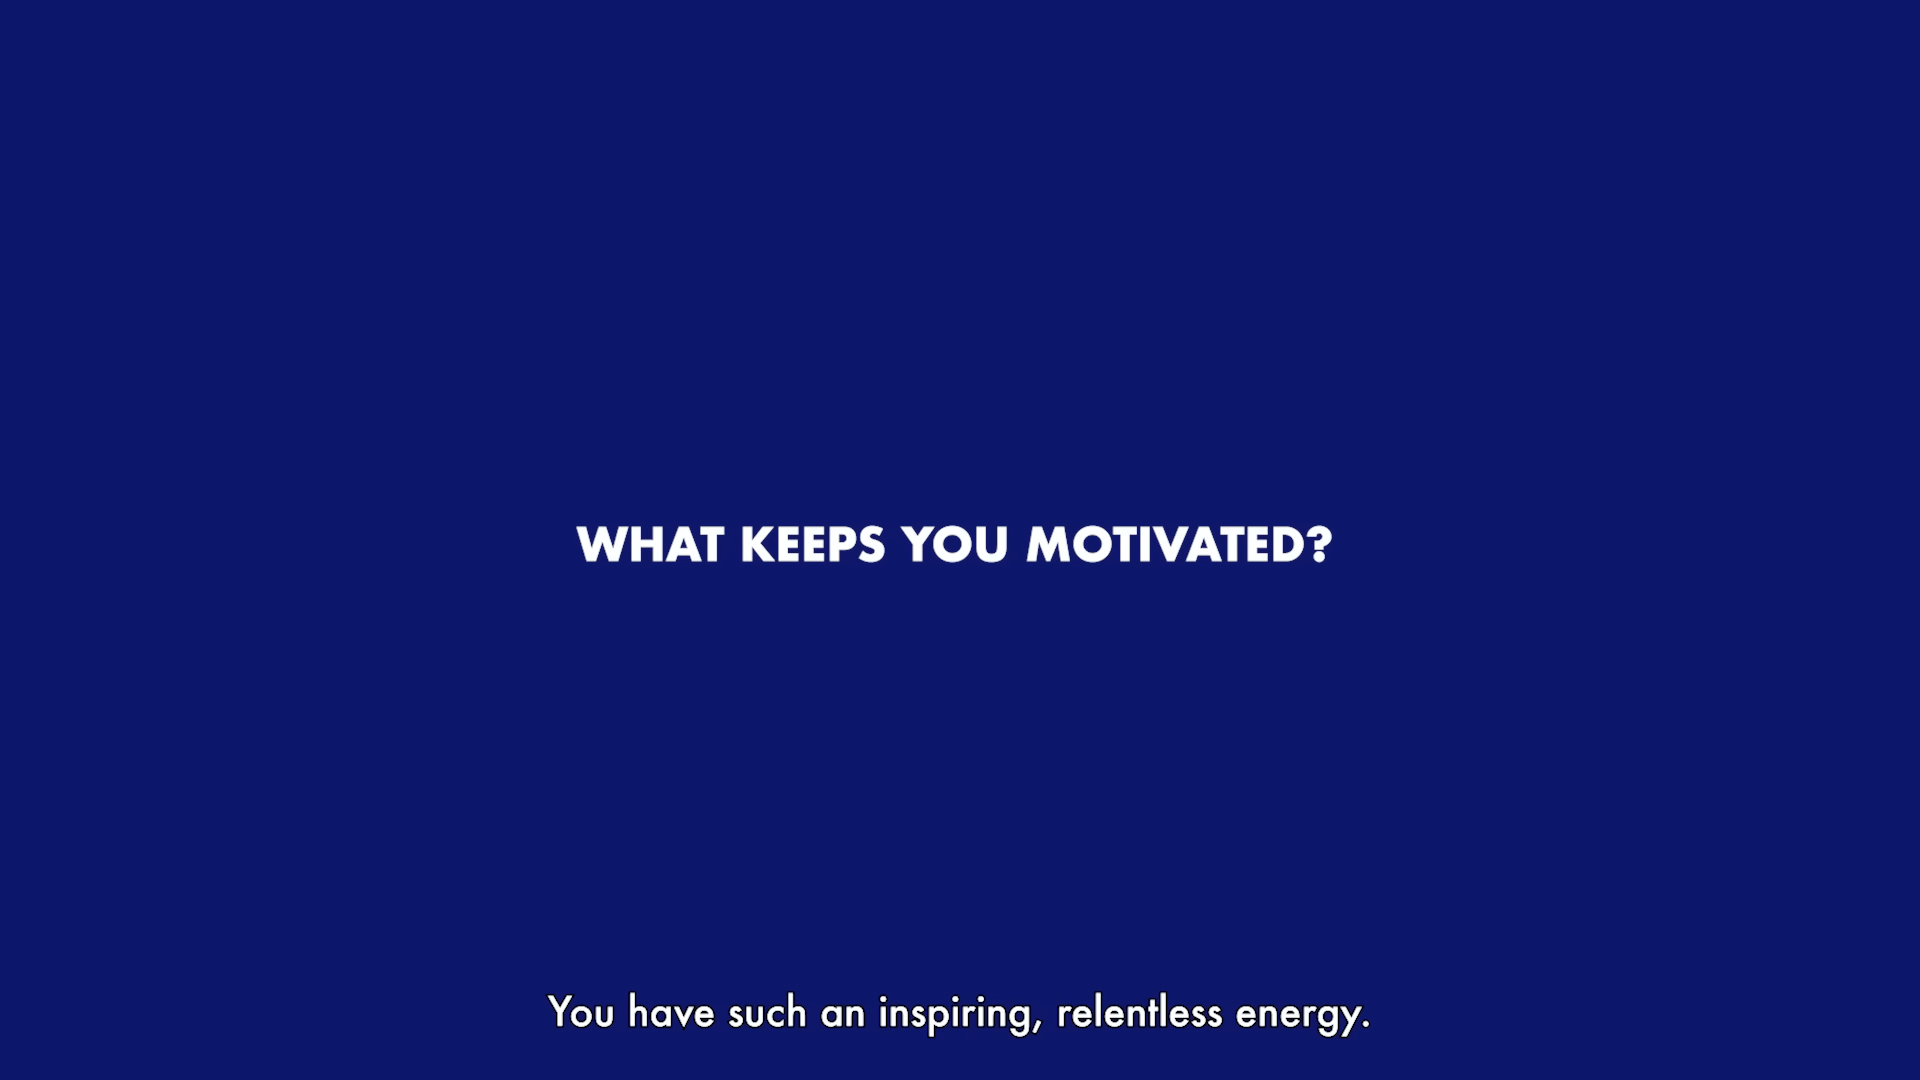 WHAT KEEPS YOU MOTIVATED?
You have such an inspiring, relentless energy.